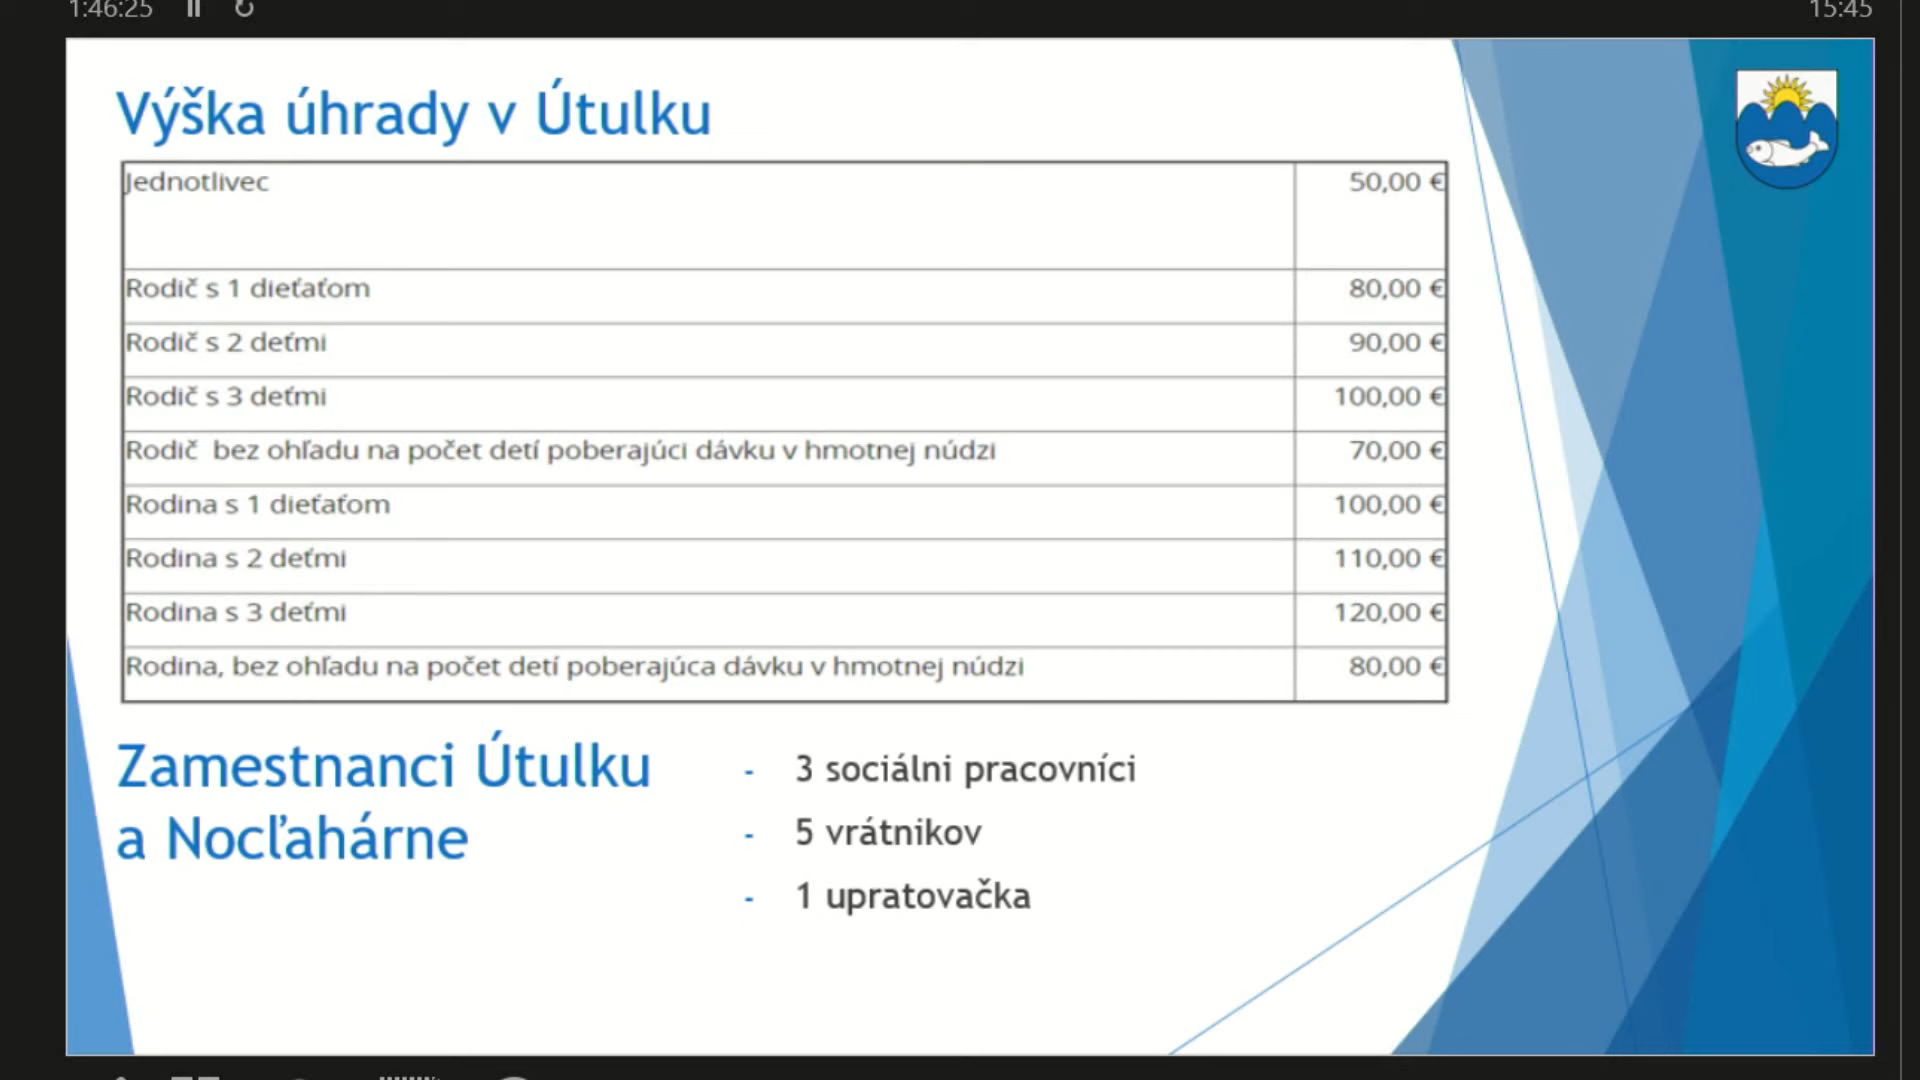 1:46:25 15:45
Výška úhrady v Útulku
Jednotlivec 50,00 €
Rodič s 1 dieťaťom 80,00 €
Rodič s 2 deťmi 90,00 €
Rodič s 3 deťmi 100,00 €
Rodič  bez ohľadu na počet detí poberajúci dávku v hmotnej núdzi 70,00 €
Rodina s 1 dieťaťom 100,00 €
Rodina s 2 deťmi 110,00 €
Rodina s 3 deťmi 120,00 €
Rodina, bez ohľadu na počet detí poberajúca dávku v hmotnej núdzi 80,00 €
Zamestnanci Útulku
a Nocľahárne
- 3 sociálni pracovníci
- 5 vrátnikov
- 1 upratovačka